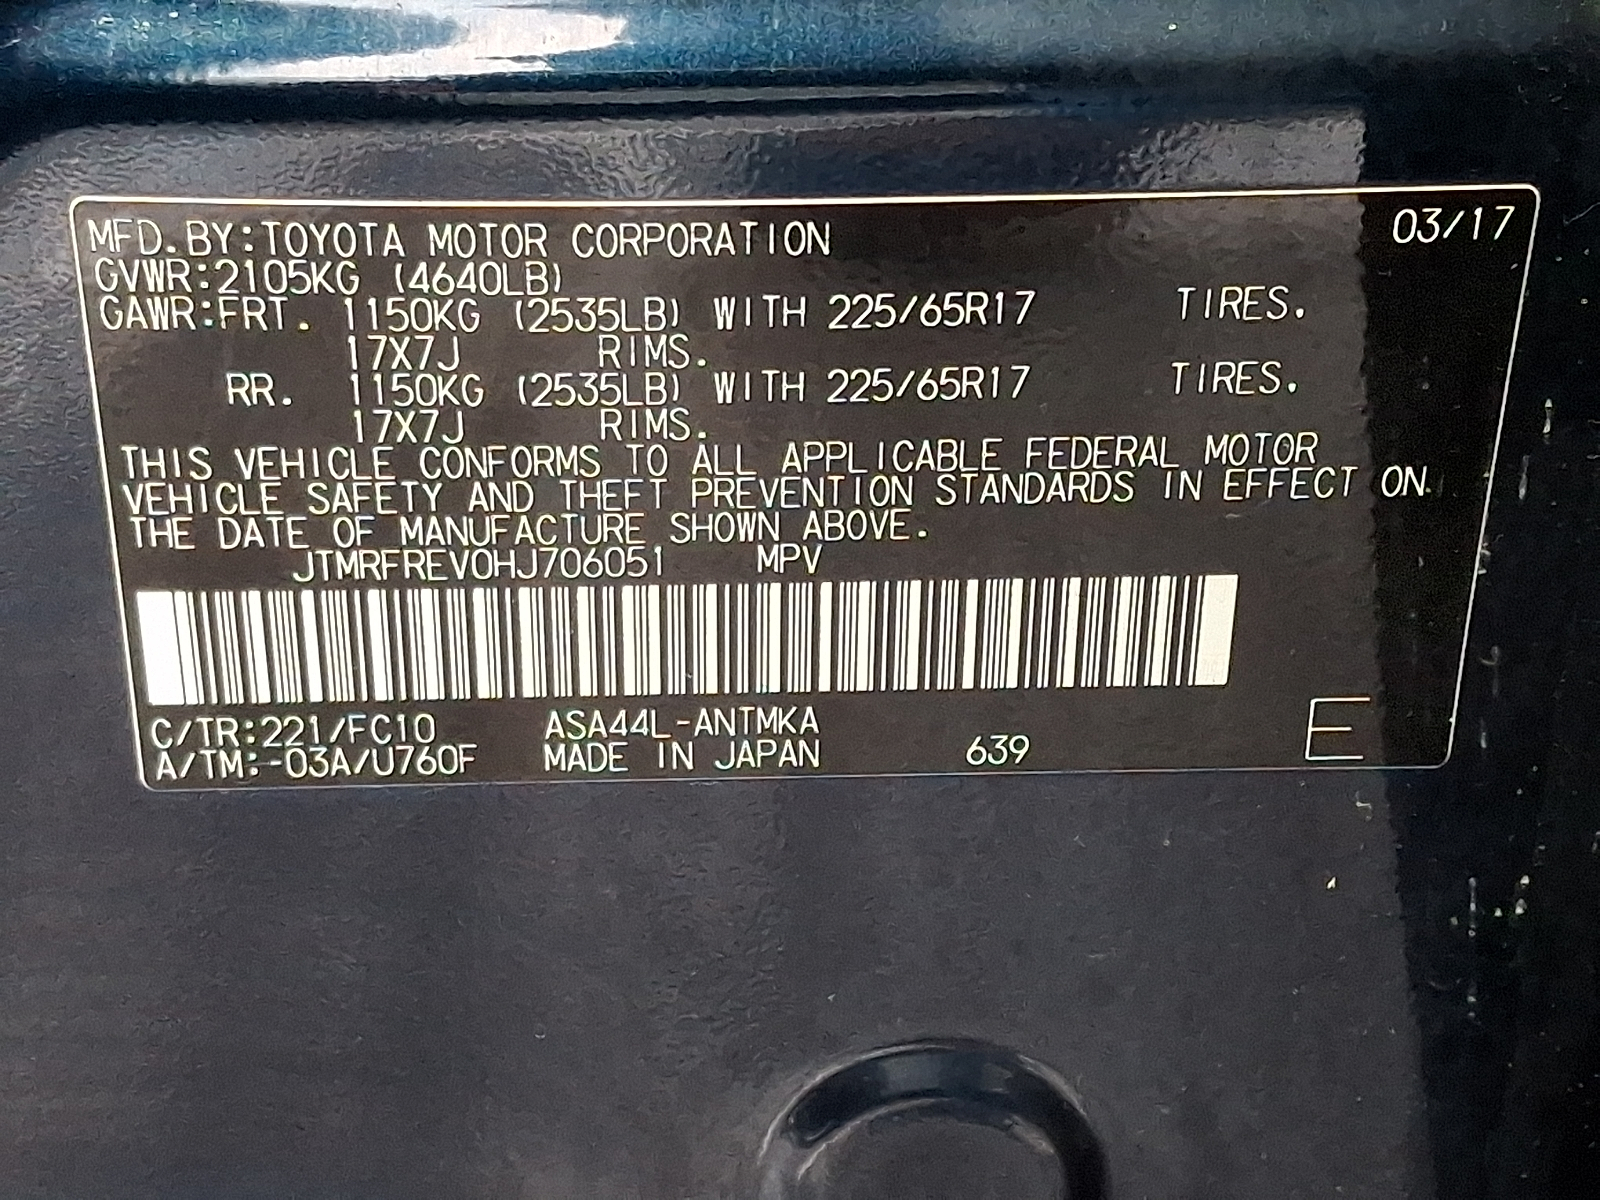 MFD.BY:TOYOTA MOTOR CORPORATION 03/17
GVWR:2105KG (4640LB)
GAWR:FRT. 1150KG (2535LB) WITH 225/65R17 TIRES.
17X7J RIMS.
RR. 1150KG (2535LB) WITH 225/65R17 TIRES.
17X7J RIMS.
THIS VEHICLE CONFORMS TO ALL APPLICABLE FEDERAL MOTOR
VEHICLE SAFETY AND THEFT PREVENTION STANDARDS IN EFFECT ON
THE DATE OF MANUFACTURE SHOWN ABOVE.
JTMRFREV0HJ706051 MPV
C/TR:221/FC10 ASA44L-ANTMKA
A/TM:-03A/U760F MADE IN JAPAN 639 E